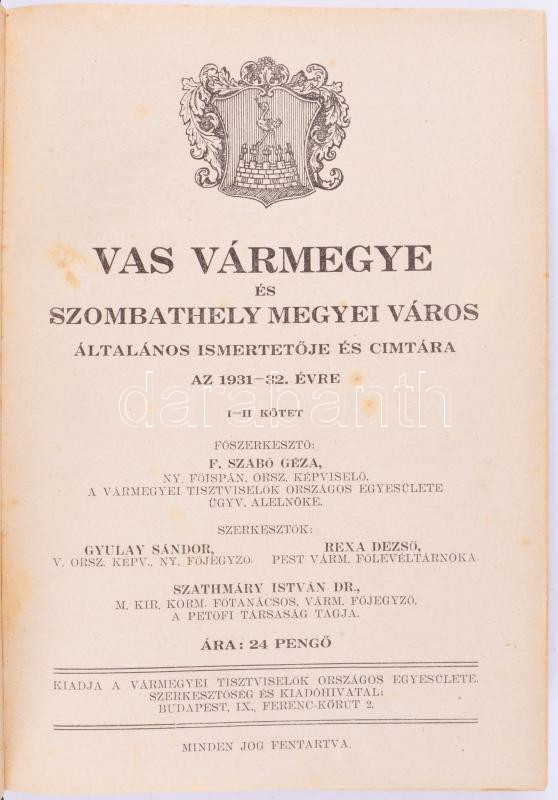 VAS VÁRMEGYE
ÉS
SZOMBATHELY MEGYEI VÁROS
ÁLTALÁNOS ISMERTETŐJE ÉS CIMTÁRA
AZ 1931–32. ÉVRE
I–II KÖTET
darabanth
FŐSZERKESZTŐ:
F. SZABÓ GÉZA,
NY. FŐISPÁN, ORSZ. KÉPVISELŐ,
A VÁRMEGYEI TISZTVISELŐK ORSZÁGOS EGYESÜLETE
ÜGYV. ALELNÖKE.
SZERKESZTŐK:
GYULAY SÁNDOR, REXA DEZSŐ,
V. ORSZ. KÉPV., NY. FŐJEGYZŐ. PEST VÁRM. FŐLEVÉLTÁRNOKA.
SZATHMÁRY ISTVÁN DR.,
M. KIR. KORM. FŐTANÁCSOS, VÁRM. FŐJEGYZŐ,
A PETŐFI TÁRSASÁG TAGJA.
ÁRA: 24 PENGŐ
KIADJA A VÁRMEGYEI TISZTVISELŐK ORSZÁGOS EGYESÜLETE.
SZERKESZTŐSÉG ÉS KIADÓHIVATAL:
BUDAPEST, IX., FERENC-KÖRÚT 2.
MINDEN JOG FENTARTVA.